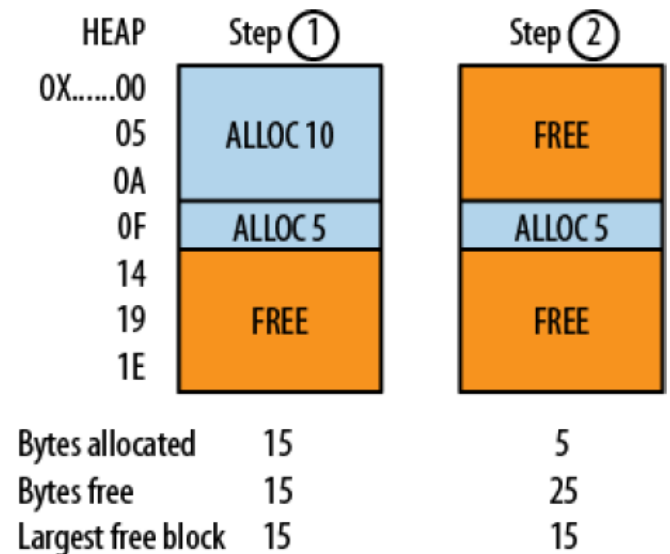 HEAP Step 1 Step 2
0X......00
05 ALLOC 10 FREE
0A
0F ALLOC 5 ALLOC 5
14
19 FREE FREE
1E
Bytes allocated 15 5
Bytes free 15 25
Largest free block 15 15